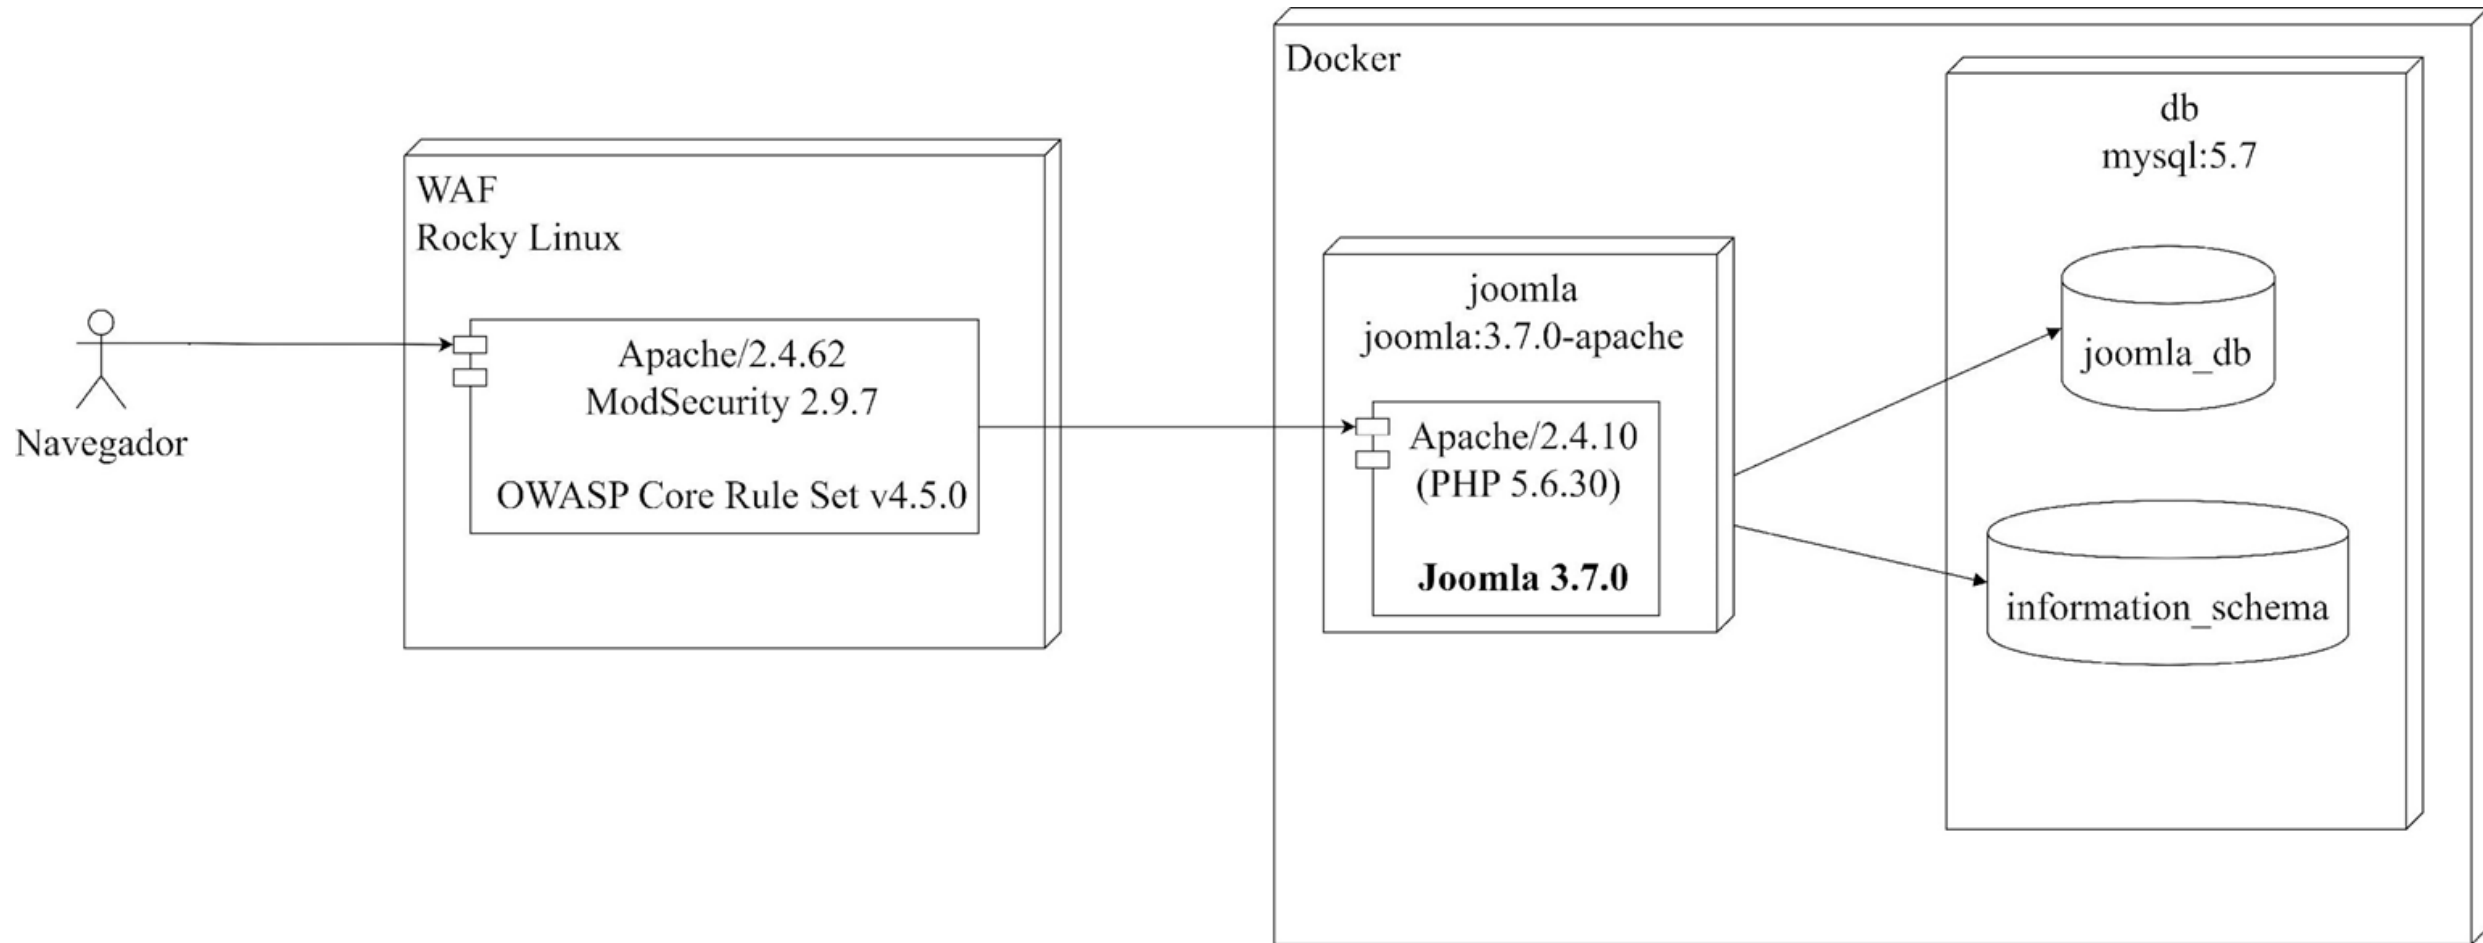 Navegador
WAF
Rocky Linux
Apache/2.4.62
ModSecurity 2.9.7
OWASP Core Rule Set v4.5.0
Docker
joomla
joomla:3.7.0-apache
Apache/2.4.10
(PHP 5.6.30)
Joomla 3.7.0
db
mysql:5.7
joomla_db
information_schema